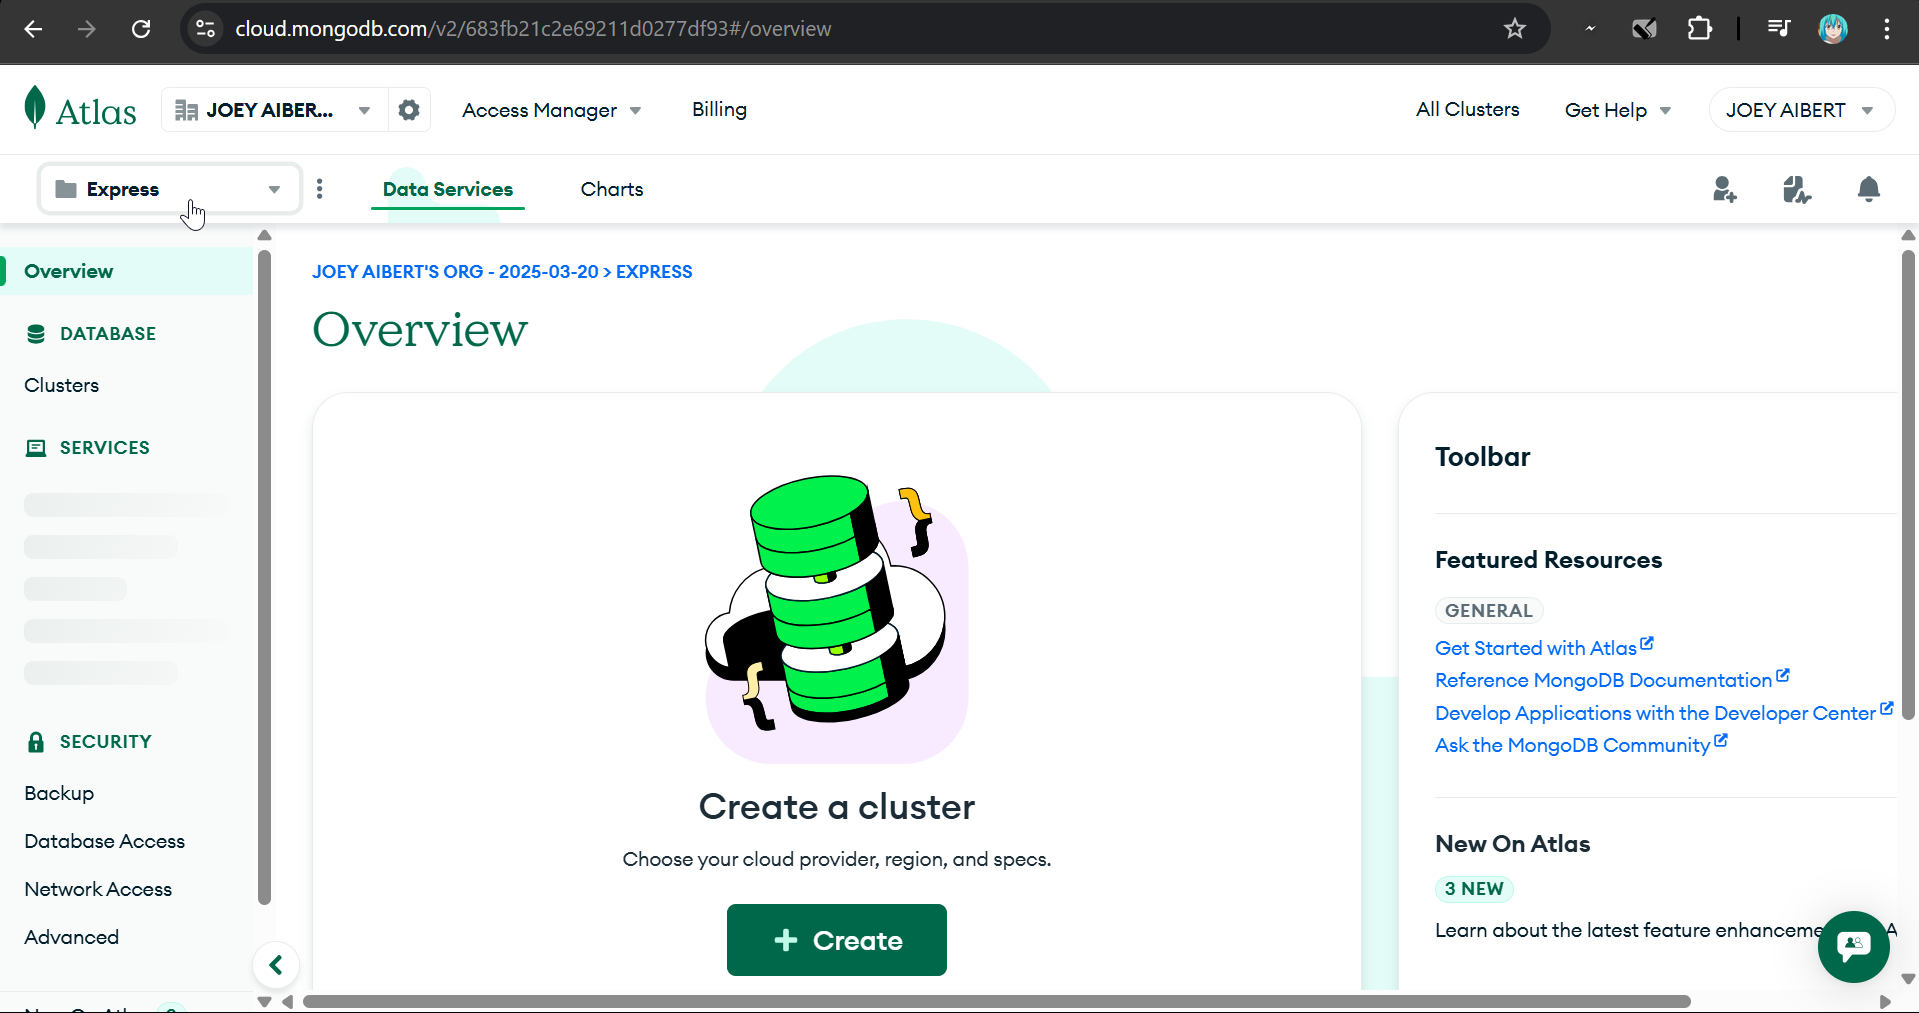 cloud.mongodb.com/v2/683fb21c2e69211d0277df93#/overview
Atlas
JOEY AIBER...
Access Manager
Billing
All Clusters
Get Help
JOEY AIBERT
Express
Data Services
Charts
Overview
DATABASE
Clusters
SERVICES
SECURITY
Backup
Database Access
Network Access
Advanced
JOEY AIBERT'S ORG - 2025-03-20 > EXPRESS
Overview
Create a cluster
Choose your cloud provider, region, and specs.
+ Create
Toolbar
Featured Resources
GENERAL
Get Started with Atlas
Reference MongoDB Documentation
Develop Applications with the Developer Center
Ask the MongoDB Community
New On Atlas
3 NEW
Learn about the latest feature enhanceme